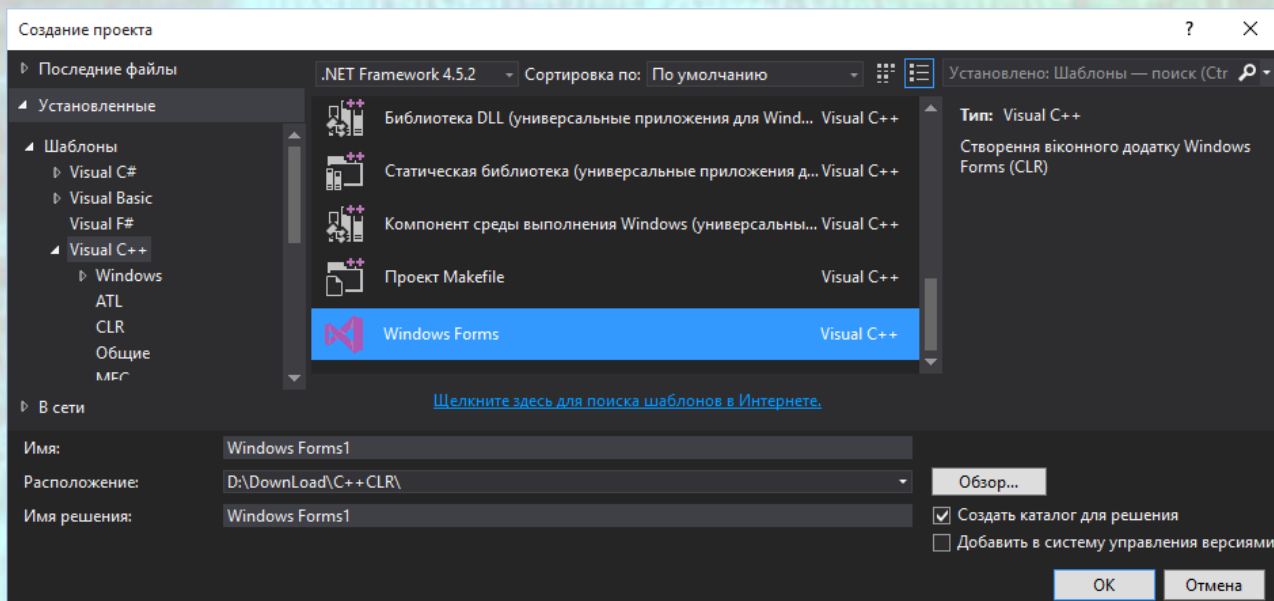 Создание проекта
?
Последние файлы
Установленные
Шаблоны
Visual C#
Visual Basic
Visual F#
Visual C++
Windows
ATL
CLR
Общие
MFC
В сети
.NET Framework 4.5.2
Сортировка по: По умолчанию
Установлено: Шаблоны — поиск (Ctr
Библиотека DLL (универсальные приложения для Wind... Visual C++
Статическая библиотека (универсальные приложения д... Visual C++
Компонент среды выполнения Windows (универсальны... Visual C++
Проект Makefile Visual C++
Windows Forms Visual C++
Щелкните здесь для поиска шаблонов в Интернете.
Тип: Visual C++
Створення віконного додатку Windows
Forms (CLR)
Имя: Windows Forms1
Расположение: D:\DownLoad\C++CLR\
Обзор...
Имя решения: Windows Forms1
Создать каталог для решения
Добавить в систему управления версиями
ОК
Отмена